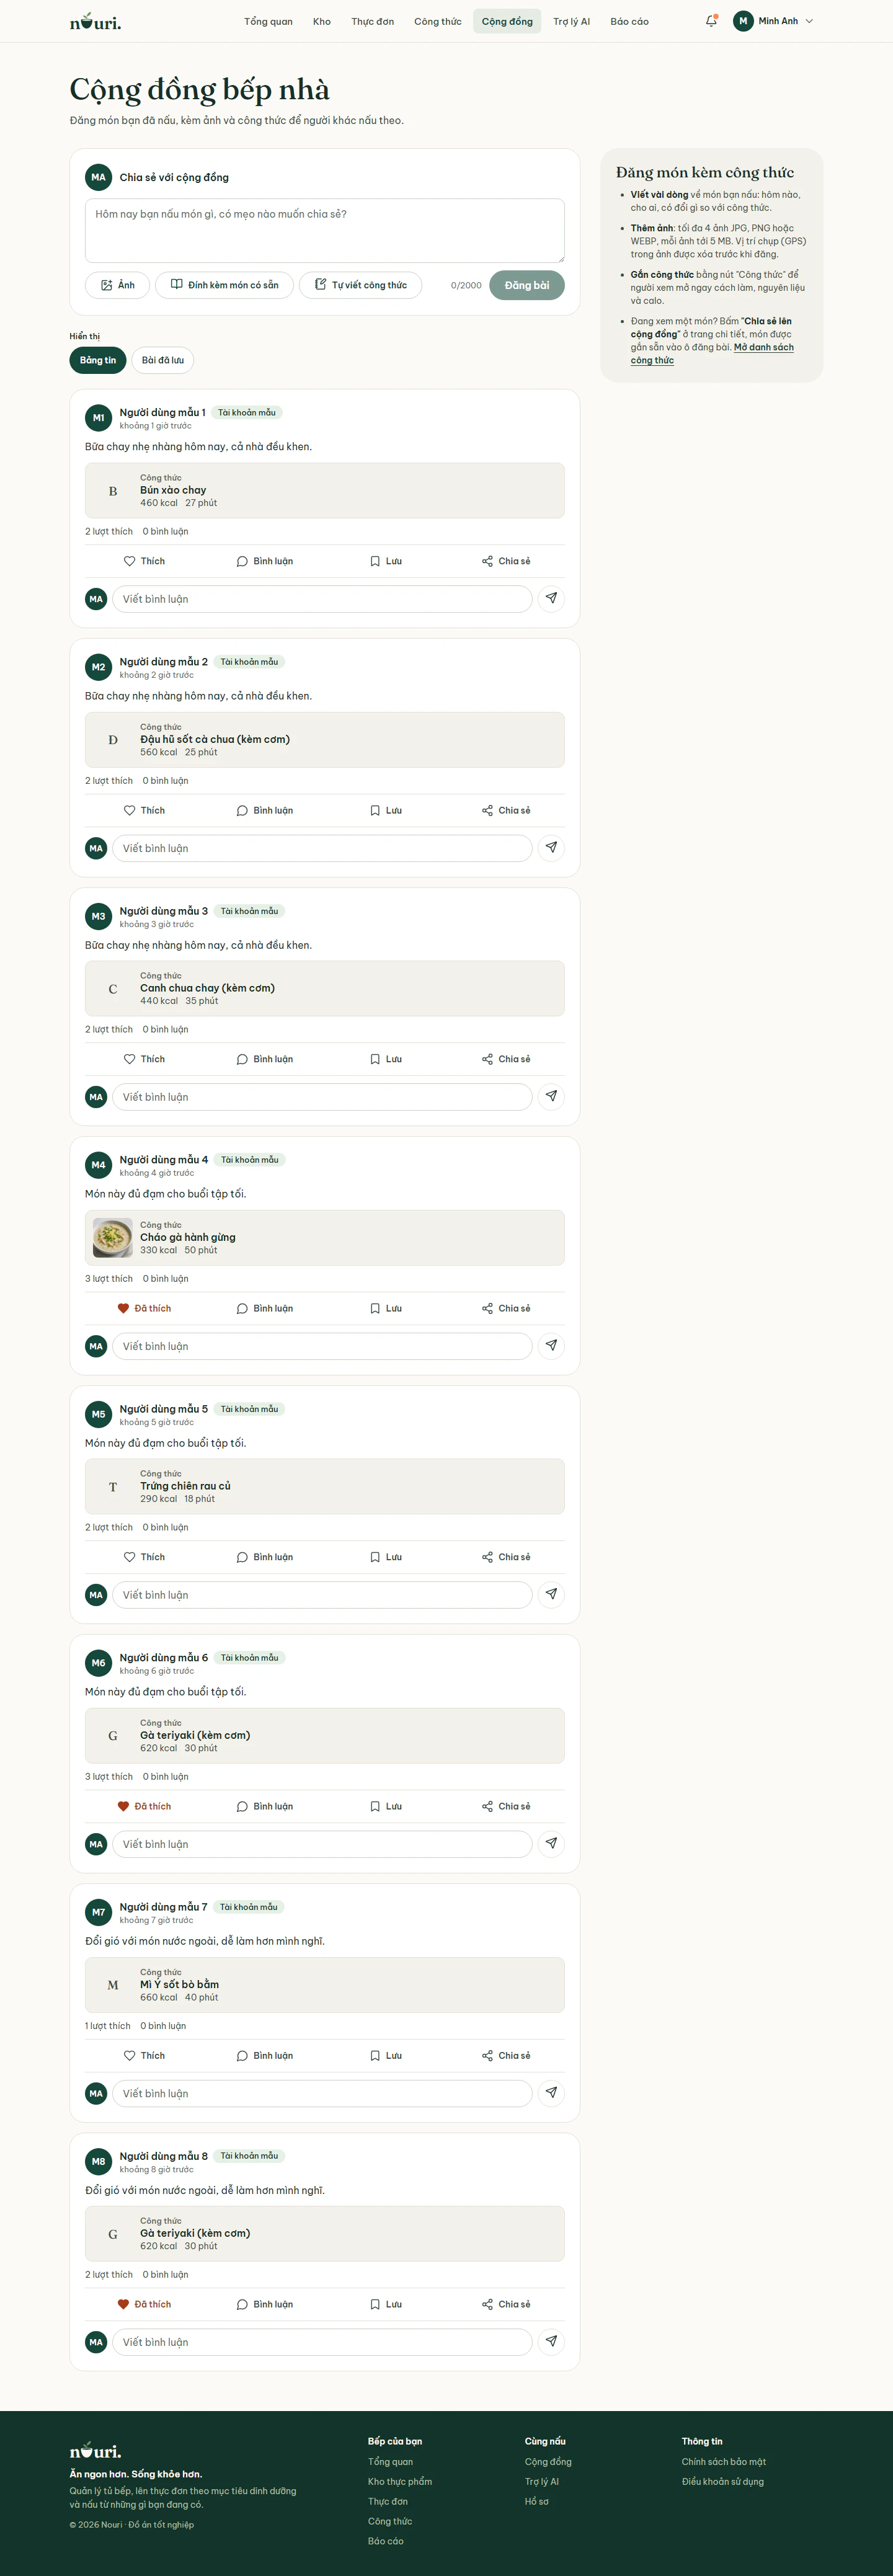 nouri.
Tổng quan
Kho
Thực đơn
Công thức
Cộng đồng
Trợ lý AI
Báo cáo
M
Minh Anh
Cộng đồng bếp nhà
Đăng món bạn đã nấu, kèm ảnh và công thức để người khác nấu theo.
MA
Chia sẻ với cộng đồng
Hôm nay bạn nấu món gì, có mẹo nào muốn chia sẻ?
Ảnh
Đính kèm món có sẵn
Tự viết công thức
0/2000
Đăng bài
Đăng món kèm công thức
Viết vài dòng về món bạn nấu: hôm nào,
cho ai, có đổi gì so với công thức.
Thêm ảnh: tối đa 4 ảnh JPG, PNG hoặc
WEBP, mỗi ảnh tới 5 MB. Vị trí chụp (GPS)
trong ảnh được xóa trước khi đăng.
Gắn công thức bằng nút "Công thức" để
người xem mở ngay cách làm, nguyên liệu
và calo.
Đang xem một món? Bấm "Chia sẻ lên
cộng đồng" ở trang chi tiết, món được
gắn sẵn vào ô đăng bài. Mở danh sách
công thức
Hiển thị
Bảng tin
Bài đã lưu
M1
Người dùng mẫu 1
Tài khoản mẫu
khoảng 1 giờ trước
Bữa chay nhẹ nhàng hôm nay, cả nhà đều khen.
B
Công thức
Bún xào chay
460 kcal 27 phút
2 lượt thích 0 bình luận
Thích
Bình luận
Lưu
Chia sẻ
MA
Viết bình luận
M2
Người dùng mẫu 2
Tài khoản mẫu
khoảng 2 giờ trước
Bữa chay nhẹ nhàng hôm nay, cả nhà đều khen.
Đ
Công thức
Đậu hũ sốt cà chua (kèm cơm)
560 kcal 25 phút
2 lượt thích 0 bình luận
Thích
Bình luận
Lưu
Chia sẻ
MA
Viết bình luận
M3
Người dùng mẫu 3
Tài khoản mẫu
khoảng 3 giờ trước
Bữa chay nhẹ nhàng hôm nay, cả nhà đều khen.
C
Công thức
Canh chua chay (kèm cơm)
440 kcal 35 phút
2 lượt thích 0 bình luận
Thích
Bình luận
Lưu
Chia sẻ
MA
Viết bình luận
M4
Người dùng mẫu 4
Tài khoản mẫu
khoảng 4 giờ trước
Món này đủ đạm cho buổi tập tối.
Công thức
Cháo gà hành gừng
330 kcal 50 phút
3 lượt thích 0 bình luận
Đã thích
Bình luận
Lưu
Chia sẻ
MA
Viết bình luận
M5
Người dùng mẫu 5
Tài khoản mẫu
khoảng 5 giờ trước
Món này đủ đạm cho buổi tập tối.
T
Công thức
Trứng chiên rau củ
290 kcal 18 phút
2 lượt thích 0 bình luận
Thích
Bình luận
Lưu
Chia sẻ
MA
Viết bình luận
M6
Người dùng mẫu 6
Tài khoản mẫu
khoảng 6 giờ trước
Món này đủ đạm cho buổi tập tối.
G
Công thức
Gà teriyaki (kèm cơm)
620 kcal 30 phút
3 lượt thích 0 bình luận
Đã thích
Bình luận
Lưu
Chia sẻ
MA
Viết bình luận
M7
Người dùng mẫu 7
Tài khoản mẫu
khoảng 7 giờ trước
Đổi gió với món nước ngoài, dễ làm hơn mình nghĩ.
M
Công thức
Mì Ý sốt bò bằm
660 kcal 40 phút
1 lượt thích 0 bình luận
Thích
Bình luận
Lưu
Chia sẻ
MA
Viết bình luận
M8
Người dùng mẫu 8
Tài khoản mẫu
khoảng 8 giờ trước
Đổi gió với món nước ngoài, dễ làm hơn mình nghĩ.
G
Công thức
Gà teriyaki (kèm cơm)
620 kcal 30 phút
2 lượt thích 0 bình luận
Đã thích
Bình luận
Lưu
Chia sẻ
MA
Viết bình luận
nouri.
Ăn ngon hơn. Sống khỏe hơn.
Quản lý tủ bếp, lên thực đơn theo mục tiêu dinh dưỡng
và nấu từ những gì bạn đang có.
© 2026 Nouri · Đồ án tốt nghiệp
Bếp của bạn
Tổng quan
Kho thực phẩm
Thực đơn
Công thức
Báo cáo
Cùng nấu
Cộng đồng
Trợ lý AI
Hồ sơ
Thông tin
Chính sách bảo mật
Điều khoản sử dụng